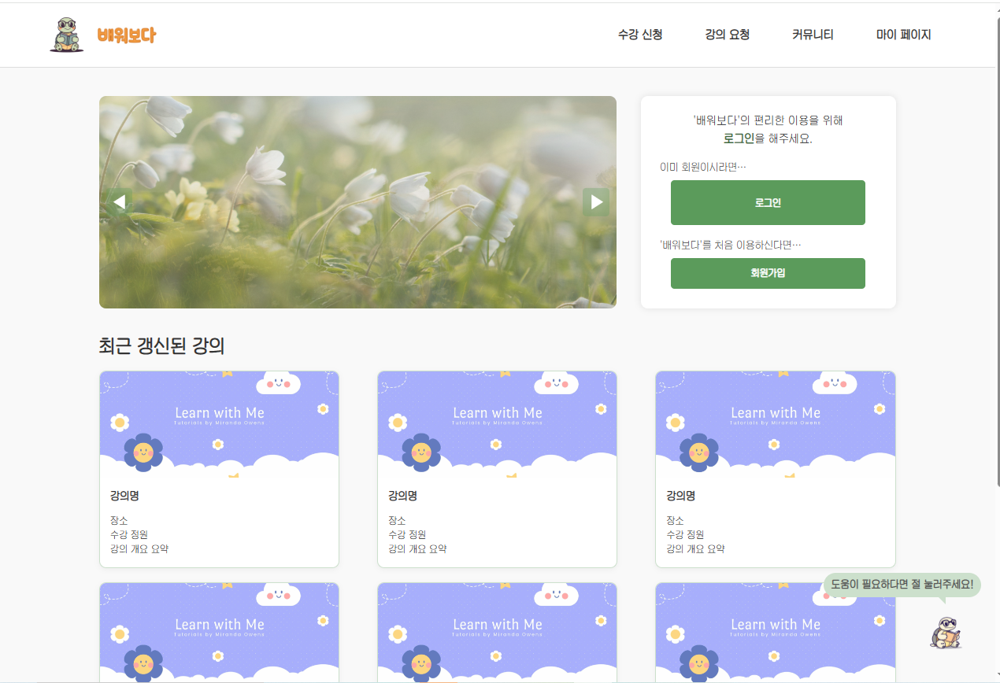 배워보다
수강 신청
강의 요청
커뮤니티
마이 페이지
'배워보다'의 편리한 이용을 위해
로그인을 해주세요.
이미 회원이시라면…
로그인
'배워보다'를 처음 이용하신다면…
회원가입
최근 갱신된 강의
Learn with Me
Tutorials by Miranda Owens
강의명
장소
수강 정원
강의 개요 요약
Learn with Me
Tutorials by Miranda Owens
강의명
장소
수강 정원
강의 개요 요약
Learn with Me
Tutorials by Miranda Owens
강의명
장소
수강 정원
강의 개요 요약
도움이 필요하다면 절 눌러주세요!
Learn with Me
Tutorials by Miranda Owens
Learn with Me
Tutorials by Miranda Owens
Learn with Me
Tutorials by Miranda Owens